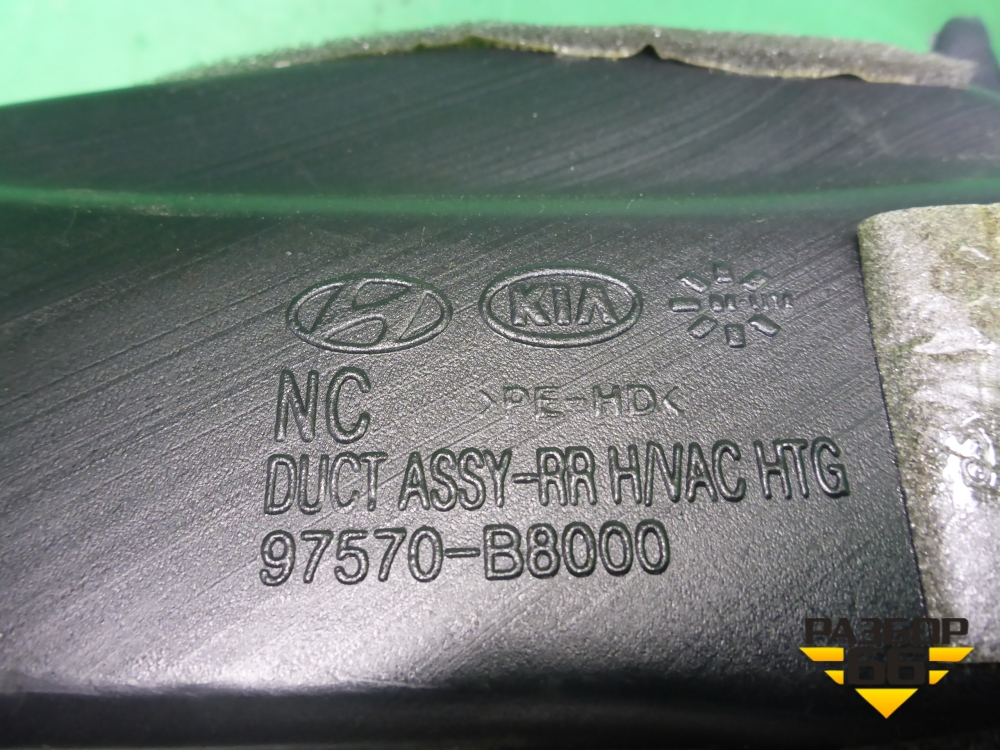 KIA
NC
>PE-HD<
DUCT ASSY-RR H/VAC HTG
97570-B8000
РАЗБОР
66